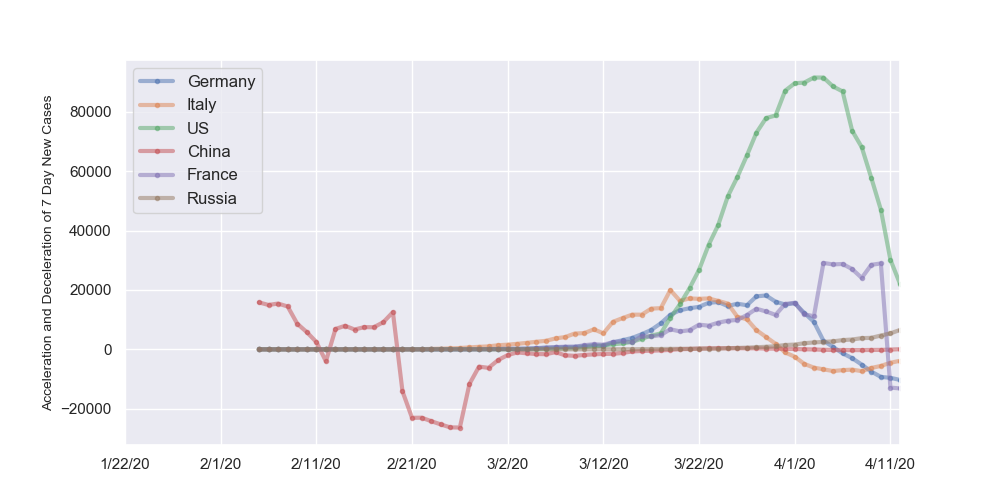 Acceleration and Deceleration of 7 Day New Cases
80000
60000
40000
20000
0
−20000
Germany
Italy
US
China
France
Russia
1/22/20 2/1/20 2/11/20 2/21/20 3/2/20 3/12/20 3/22/20 4/1/20 4/11/20